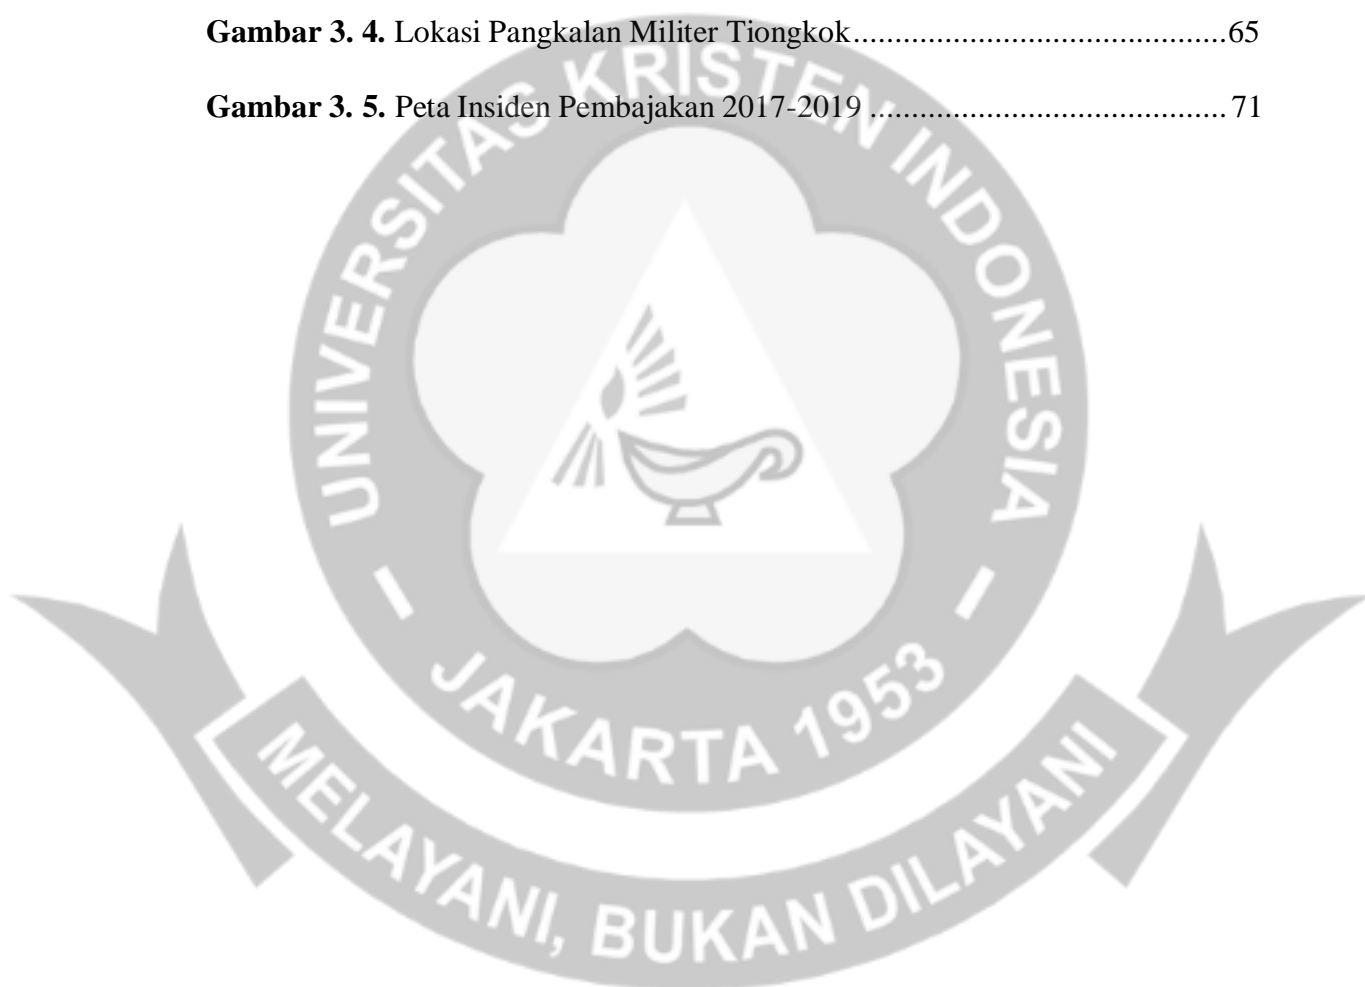 Gambar 3. 4. Lokasi Pangkalan Militer Tiongkok............................................65
Gambar 3. 5. Peta Insiden Pembajakan 2017-2019 ..........................................71
UNIVERSITAS KRISTEN INDONESIA
JAKARTA 1953
MELAYANI, BUKAN DILAYANI